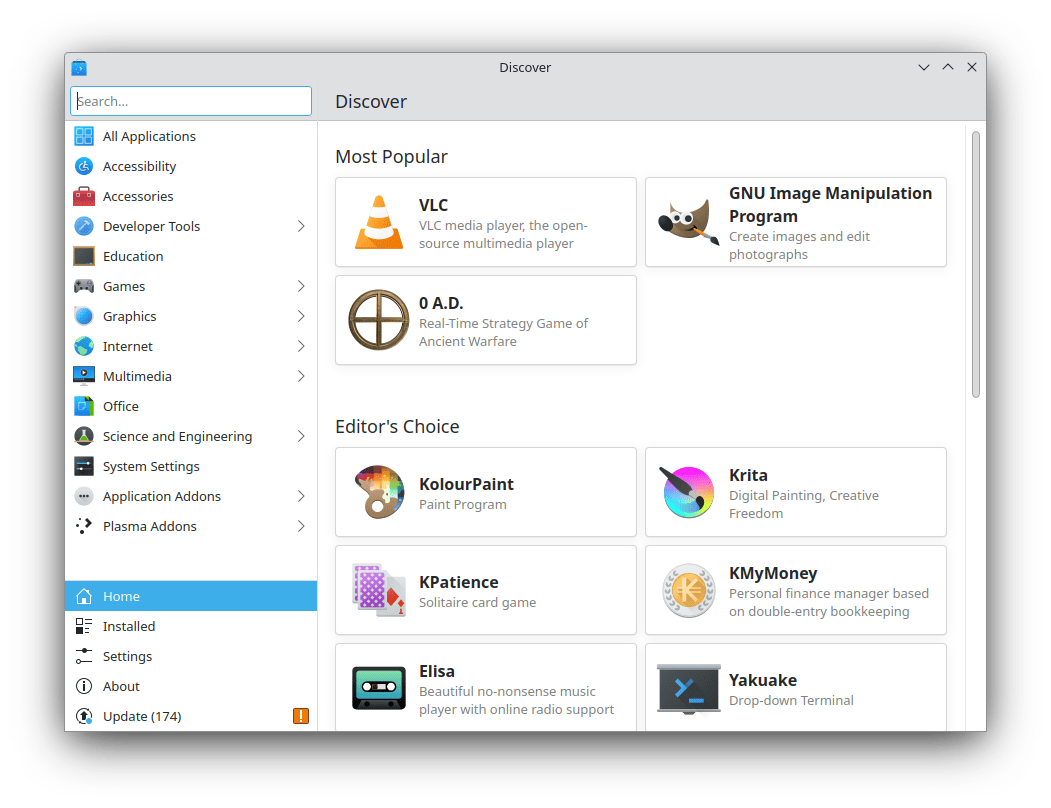 Discover
Search...
Discover
All Applications
Accessibility
Accessories
Developer Tools
Education
Games
Graphics
Internet
Multimedia
Office
Science and Engineering
System Settings
Application Addons
Plasma Addons
Home
Installed
Settings
About
Update (174)
Most Popular
VLC
VLC media player, the open-
source multimedia player
GNU Image Manipulation
Program
Create images and edit
photographs
0 A.D.
Real-Time Strategy Game of
Ancient Warfare
Editor's Choice
KolourPaint
Paint Program
Krita
Digital Painting, Creative
Freedom
KPatience
Solitaire card game
KMyMoney
Personal finance manager based
on double-entry bookkeeping
Elisa
Beautiful no-nonsense music
player with online radio support
Yakuake
Drop-down Terminal